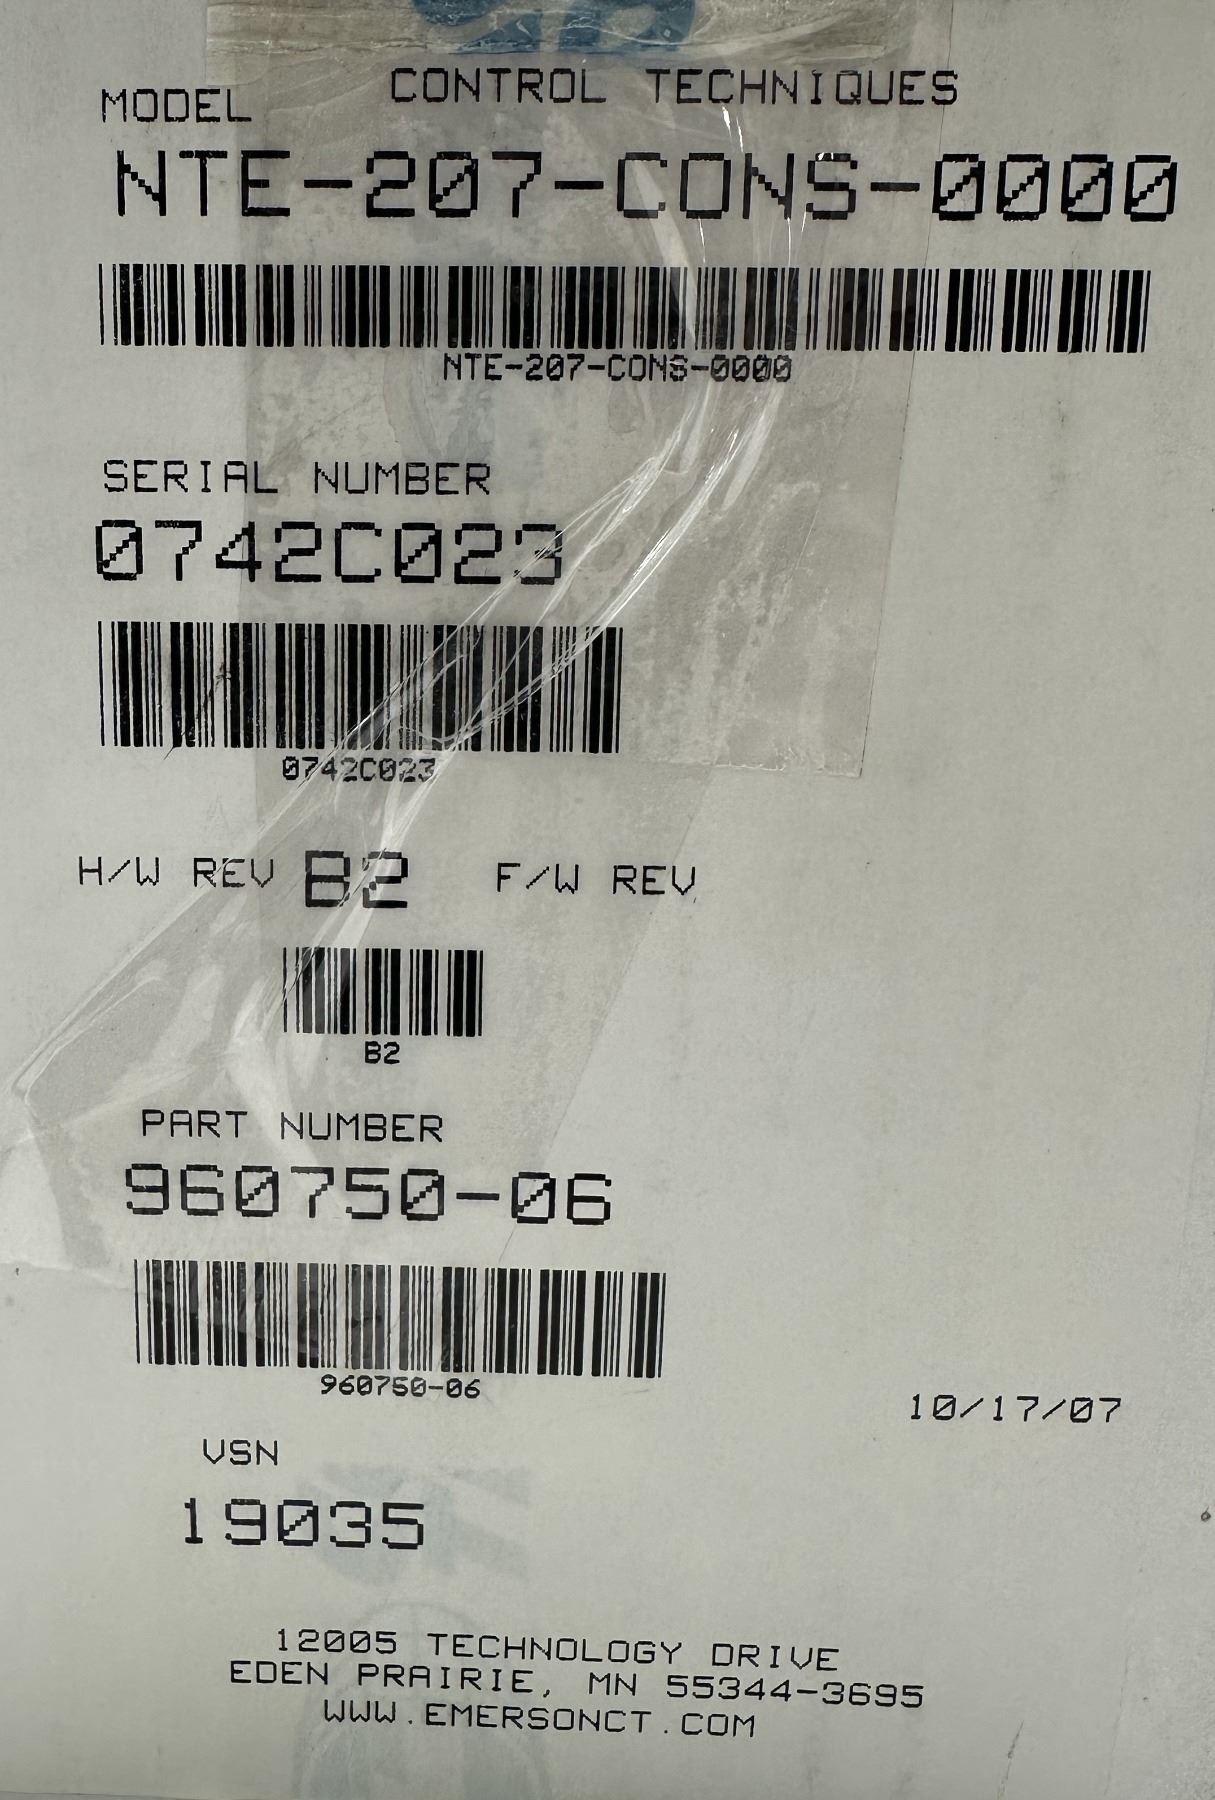 CONTROL TECHNIQUES
MODEL
NTE-207-CONS-0000
NTE-207-CONS-0000
SERIAL NUMBER
0742C023
0742C023
H/W REV B2 F/W REV
B2
PART NUMBER
960750-06
960750-06
10/17/07
VSN
19035
12005 TECHNOLOGY DRIVE
EDEN PRAIRIE, MN 55344-3695
WWW.EMERSONCT.COM